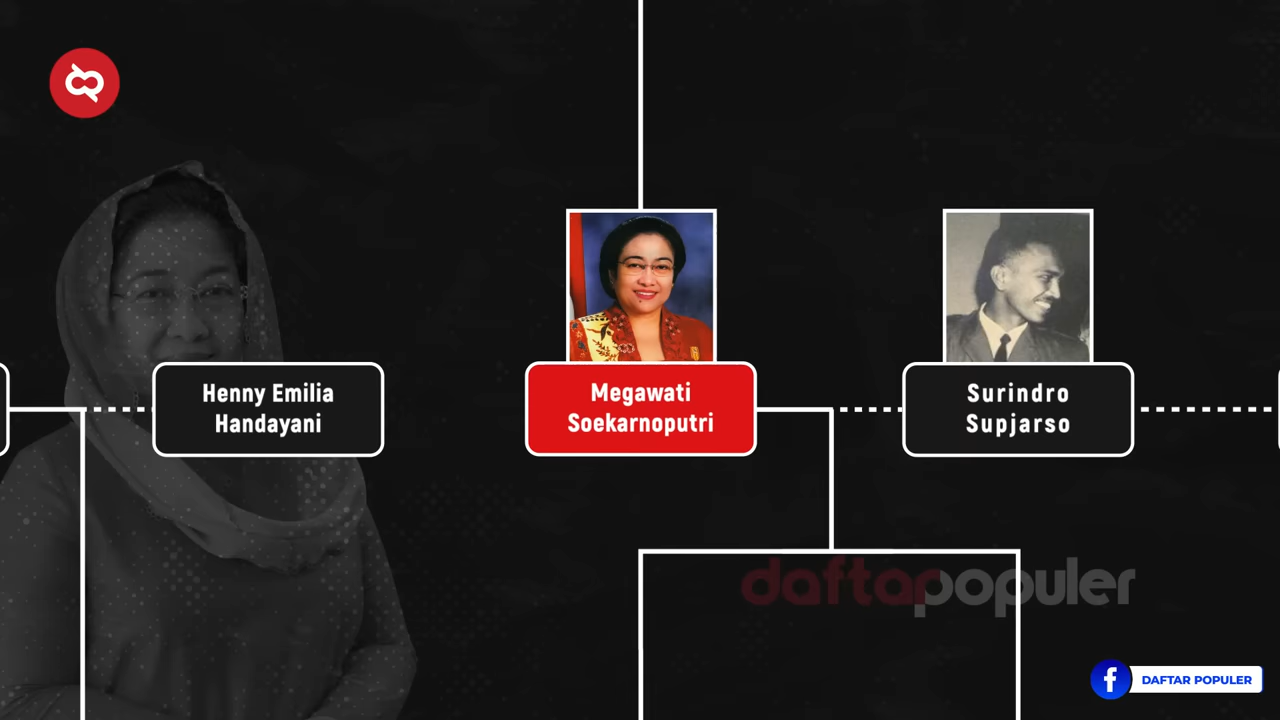 Henny Emilia
Handayani
Megawati
Soekarnoputri
Surindro
Supjarso
daftarpopuler
DAFTAR POPULER